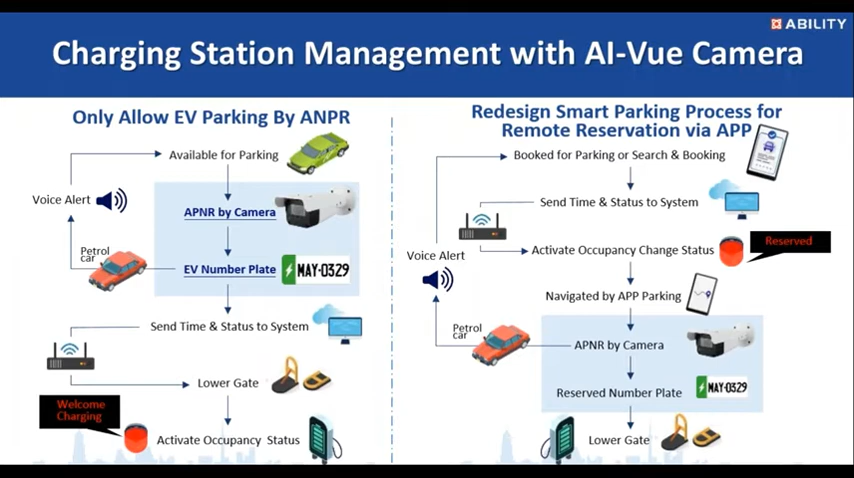 ABILITY
Charging Station Management with AI-Vue Camera
Only Allow EV Parking By ANPR
Available for Parking
Voice Alert
APNR by Camera
Petrol
car
EV Number Plate
MAY-0329
Send Time & Status to System
Lower Gate
Welcome
Charging
Activate Occupancy Status
Redesign Smart Parking Process for
Remote Reservation via APP
Booked for Parking or Search & Booking
Send Time & Status to System
Activate Occupancy Change Status
Reserved
Voice Alert
Navigated by APP Parking
Petrol
car
APNR by Camera
Reserved Number Plate
MAY-0329
Lower Gate